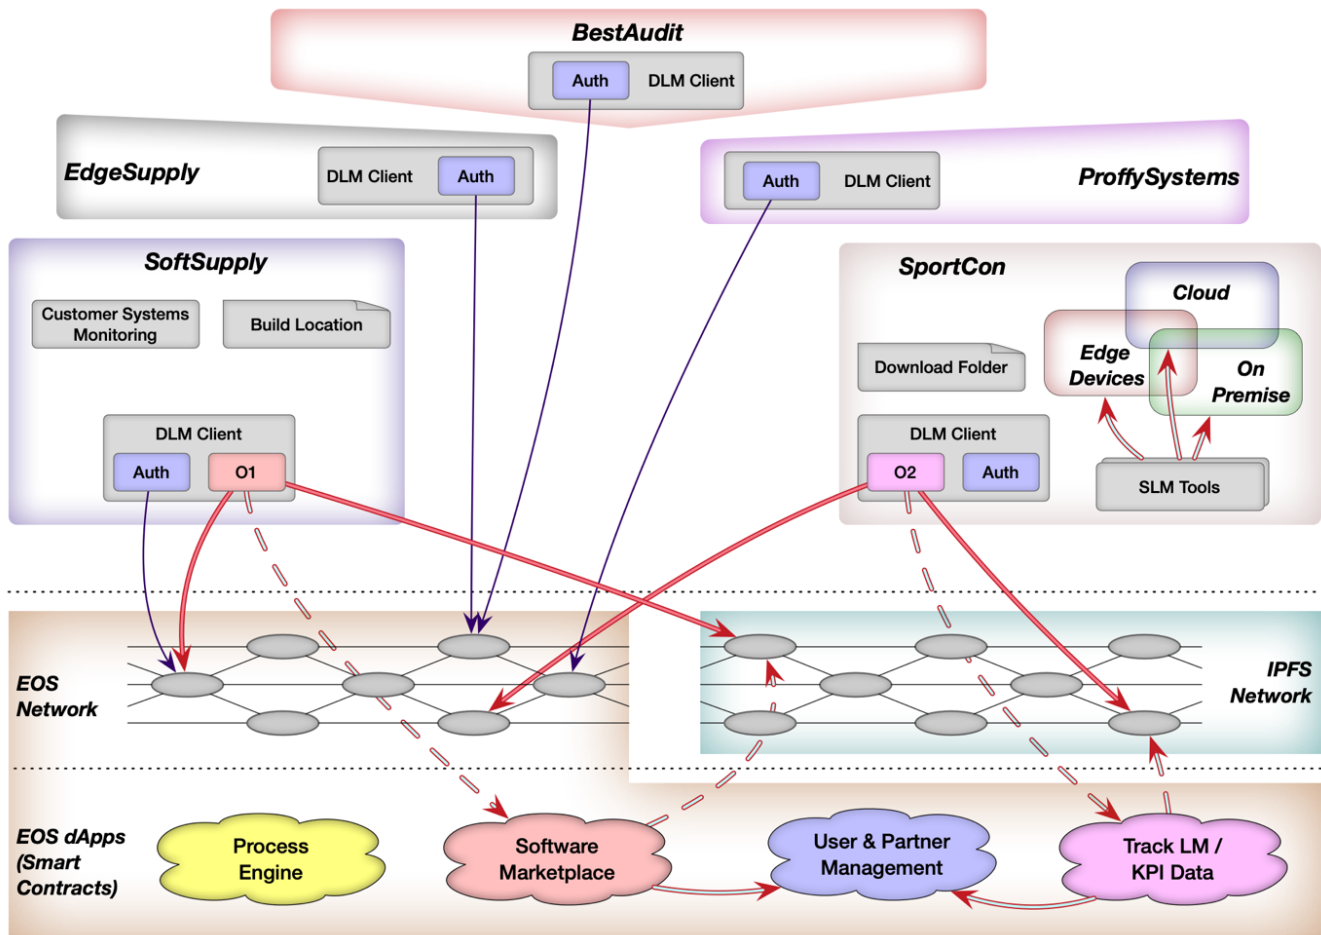 BestAudit
Auth
DLM Client
EdgeSupply
DLM Client
Auth
Auth
DLM Client
ProffySystems
SoftSupply
Customer Systems
Monitoring
Build Location
DLM Client
Auth
O1
SportCon
Cloud
Edge
Devices
On
Premise
Download Folder
DLM Client
O2
Auth
SLM Tools
EOS
Network
IPFS
Network
EOS dApps
(Smart
Contracts)
Process
Engine
Software
Marketplace
User & Partner
Management
Track LM /
KPI Data